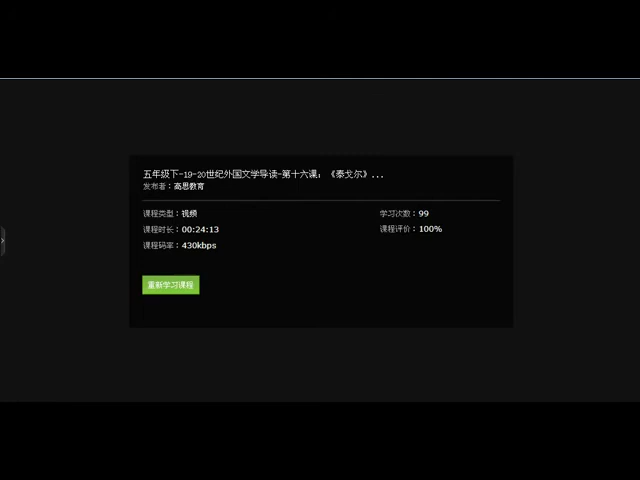 五年级下-19-20世纪外国文学导读-第十六课：《泰戈尔》...
发布者：高思教育
课程类型：视频
学习次数：99
课程时长：00:24:13
课程评价：100%
课程码率：430kbps
重新学习课程